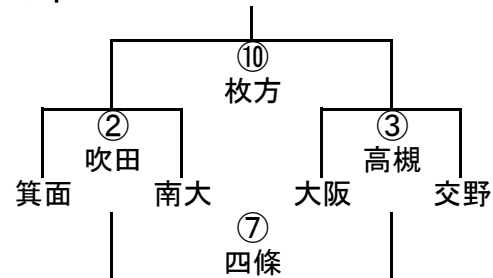 ⑩
枚方
② ③
吹田 高槻
箕面 南大 大阪 交野
⑦
四條